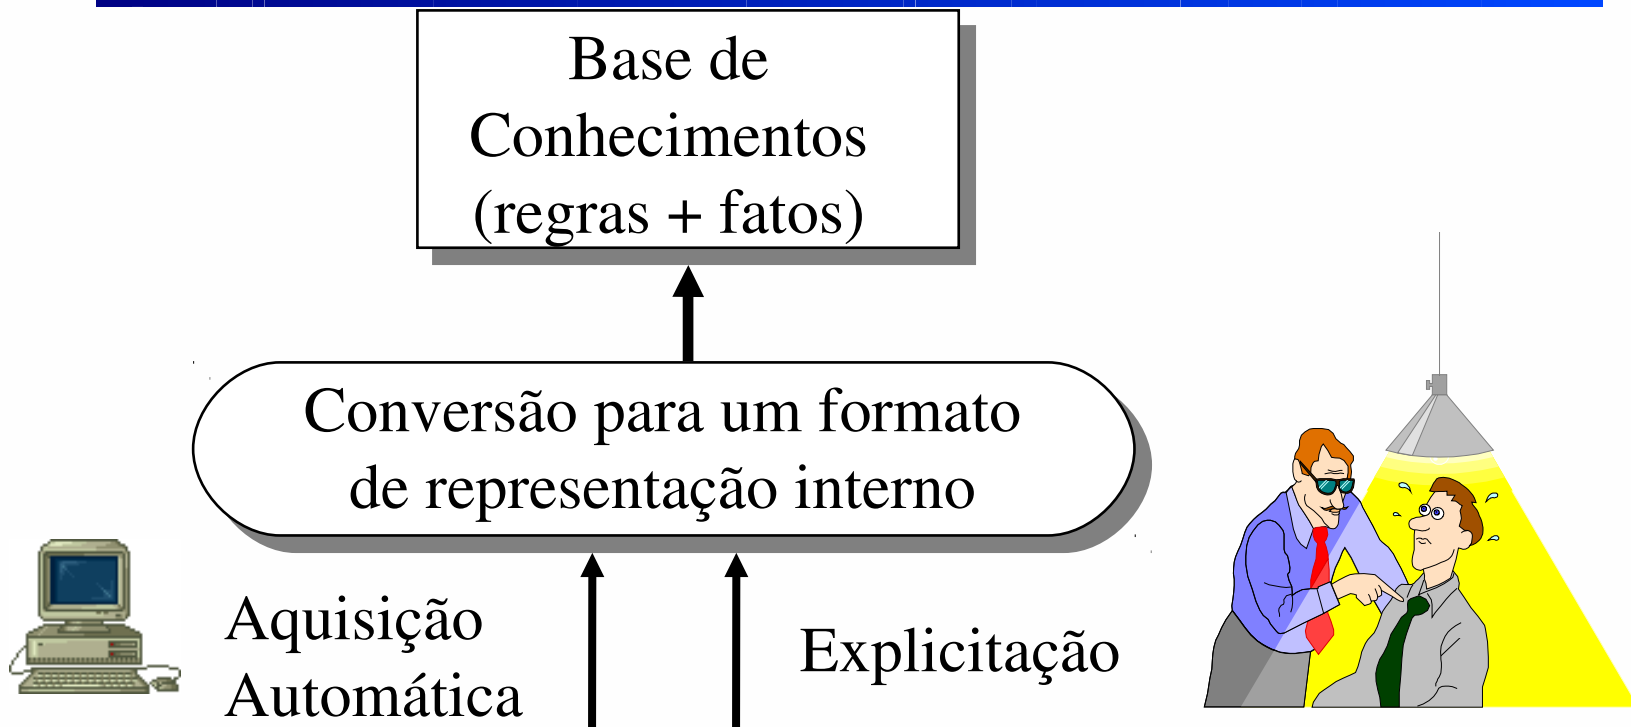 Base de
Conhecimentos
(regras + fatos)
Conversão para um formato
de representação interno
Aquisição
Automática
Explicitação